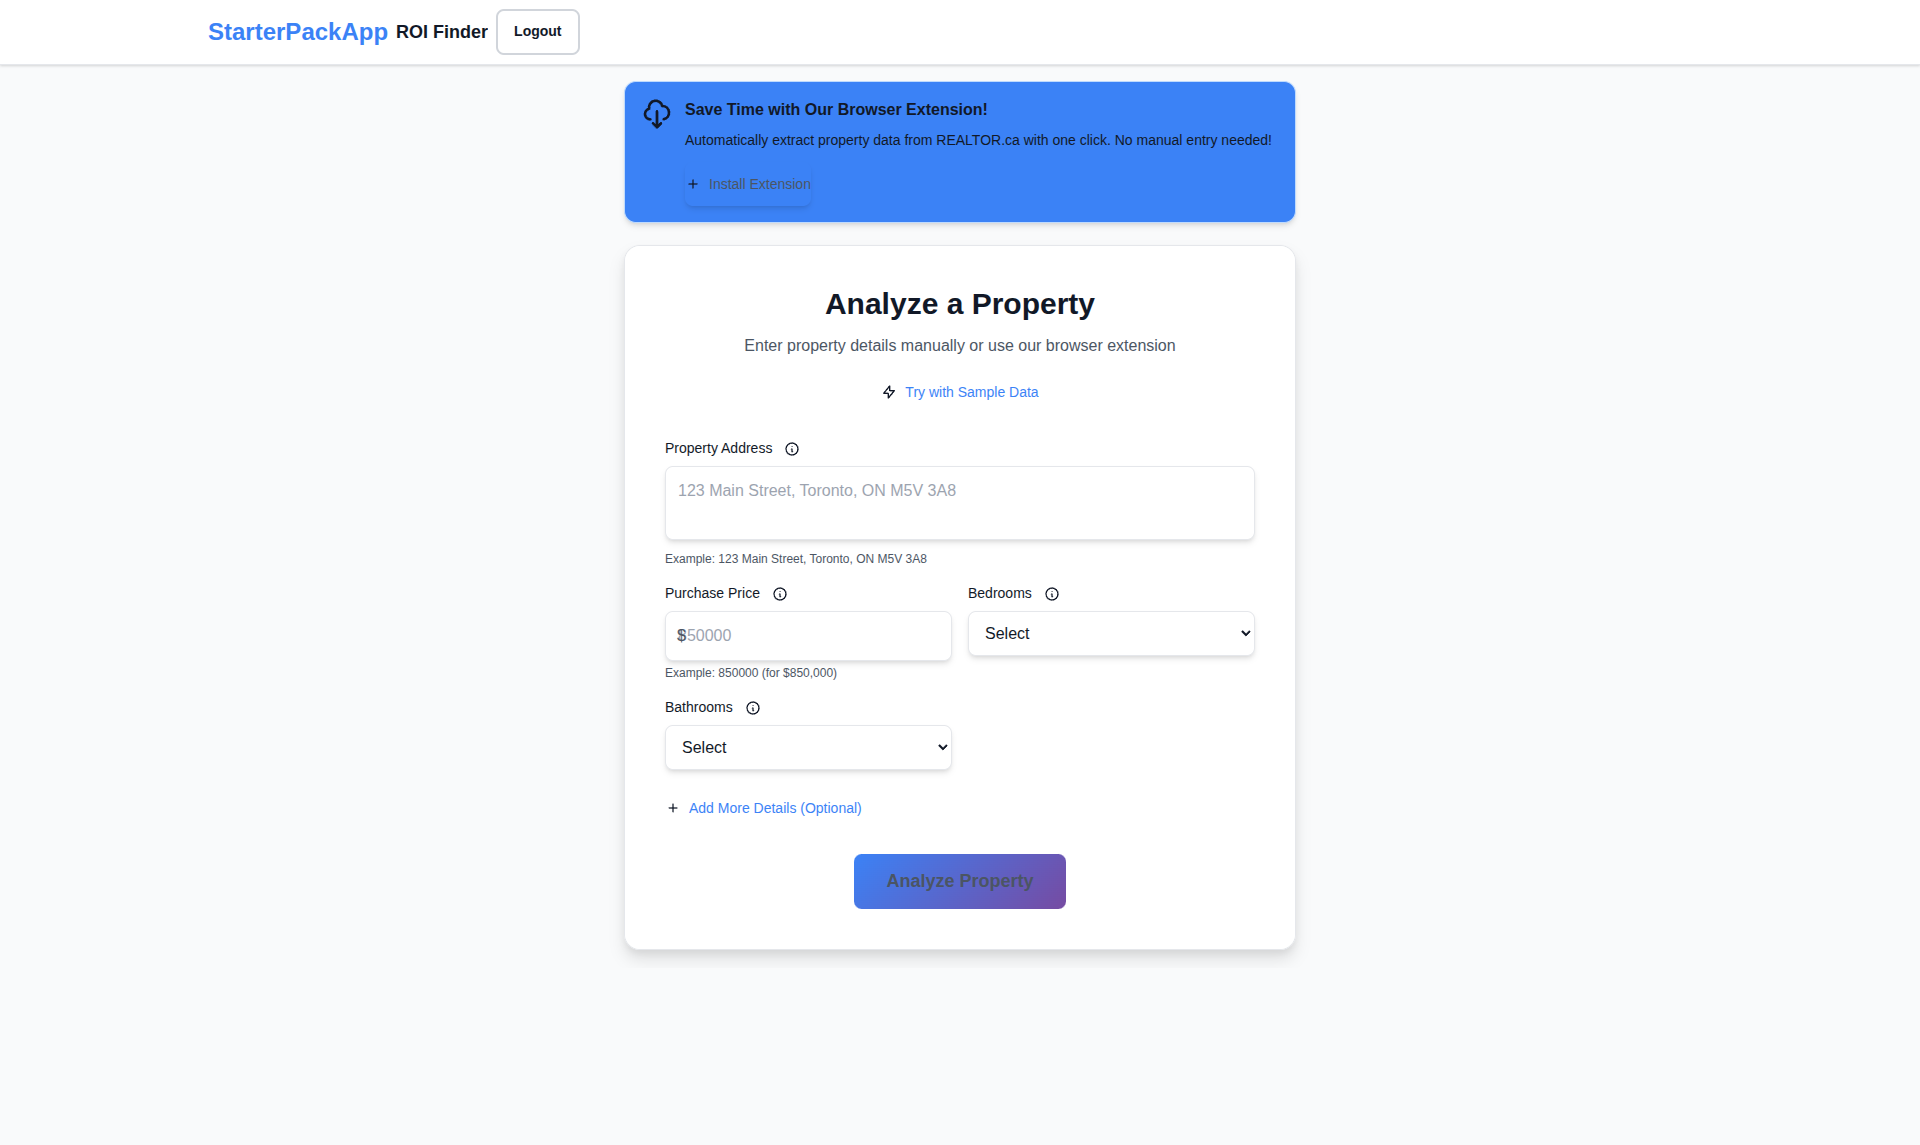 StarterPackApp ROI Finder Logout
Save Time with Our Browser Extension!
Automatically extract property data from REALTOR.ca with one click. No manual entry needed!
Install Extension
Analyze a Property
Enter property details manually or use our browser extension
Try with Sample Data
Property Address
123 Main Street, Toronto, ON M5V 3A8
Example: 123 Main Street, Toronto, ON M5V 3A8
Purchase Price
$50000
Example: 850000 (for $850,000)
Bedrooms
Select
Bathrooms
Select
Add More Details (Optional)
Analyze Property